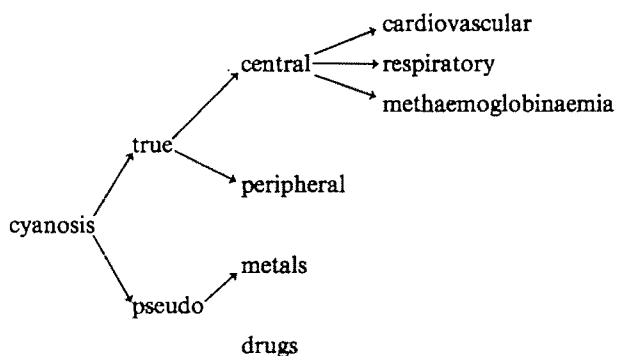 cardiovascular
central
respiratory
methaemoglobinaemia
true
peripheral
cyanosis
metals
pseudo
drugs